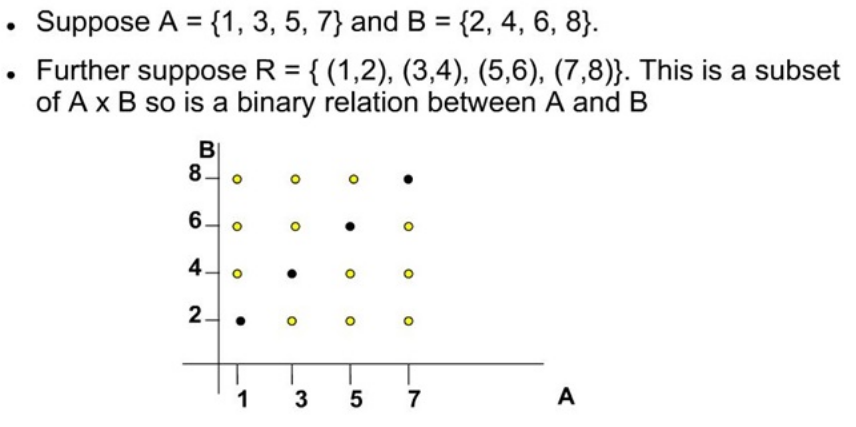 • Suppose A = {1, 3, 5, 7} and B = {2, 4, 6, 8}.
• Further suppose R = { (1,2), (3,4), (5,6), (7,8)}. This is a subset
of A x B so is a binary relation between A and B
B
8
6
4
2
1 3 5 7 A